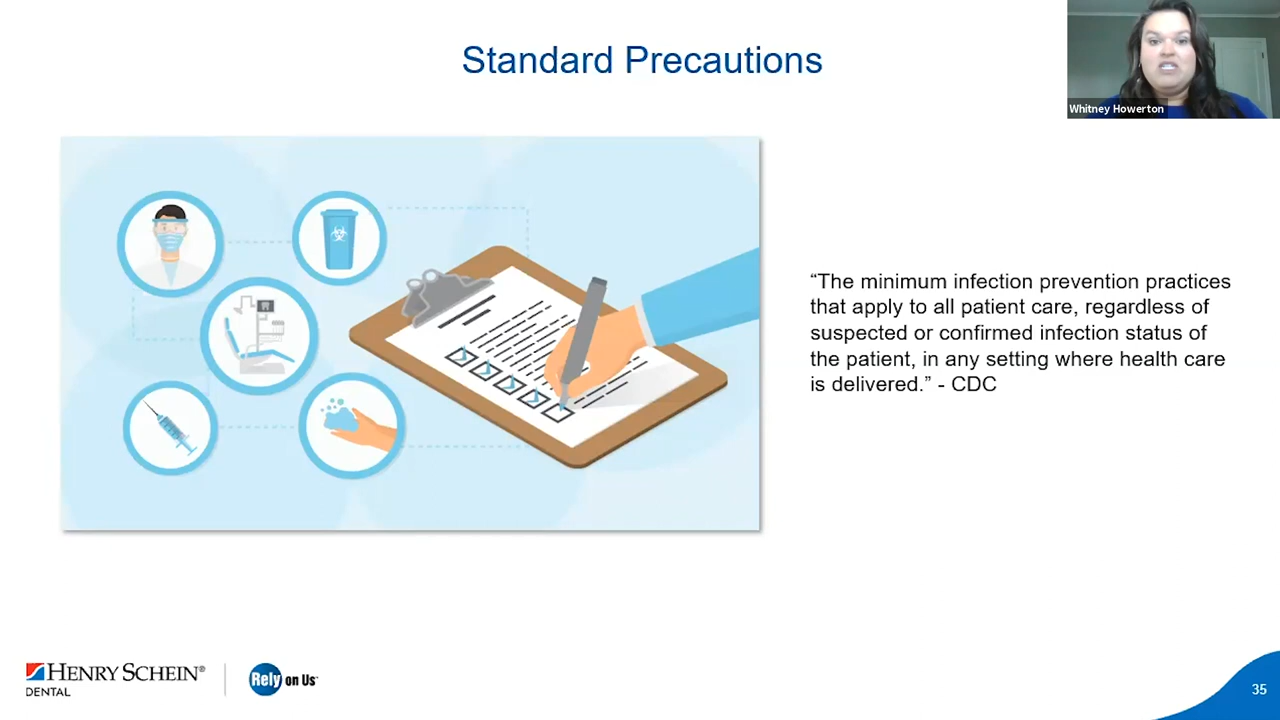 Standard Precautions
Whitney Howerton
“The minimum infection prevention practices
that apply to all patient care, regardless of
suspected or confirmed infection status of
the patient, in any setting where health care
is delivered.” - CDC
HENRY SCHEIN®
DENTAL
Rely on Us
35